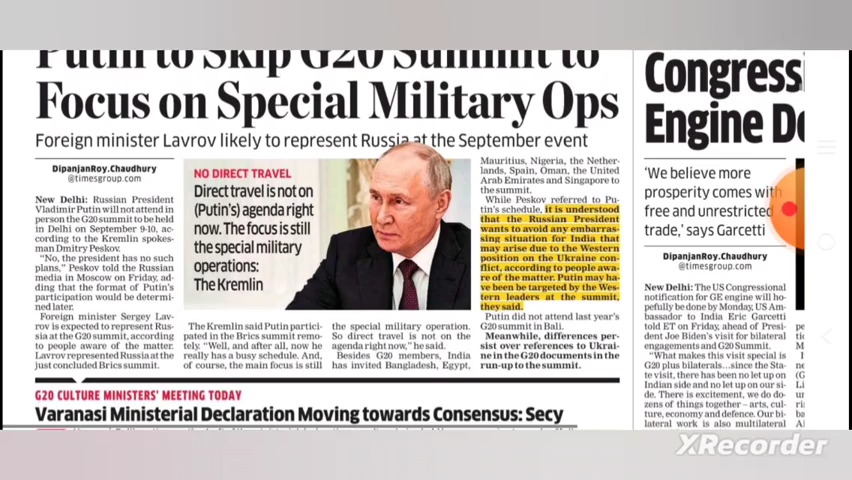 Putin to Skip G20 Summit to
Focus on Special Military Ops
Foreign minister Lavrov likely to represent Russia at the September event
DipanjanRoy.Chaudhury
@timesgroup.com
New Delhi: Russian President
Vladimir Putin will not attend in
person the G20 summit to be held
in Delhi on September 9-10, ac-
cording to the Kremlin spokes-
man Dmitry Peskov.
“No, the president has no such
plans,” Peskov told the Russian
media in Moscow on Friday, ad-
ding that the format of Putin's
participation would be determi-
ned later.
Foreign minister Sergey Lav-
rov is expected to represent Rus-
sia at the G20 summit, according
to people aware of the matter.
Lavrov represented Russia at the
just concluded Brics summit.
NO DIRECT TRAVEL
Direct travel is not on
(Putin's) agenda right
now. The focus is still
the special military
operations:
The Kremlin
The Kremlin said Putin partici-
pated in the Brics summit remo-
tely. “Well, and after all, now he
really has a busy schedule. And,
of course, the main focus is still
the special military operation.
So direct travel is not on the
agenda right now,” he said.
Besides G20 members, India
has invited Bangladesh, Egypt,
Mauritius, Nigeria, the Nether-
lands, Spain, Oman, the United
Arab Emirates and Singapore to
the summit.
While Peskov referred to Pu-
tin's schedule, it is understood
that the Russian President
wants to avoid any embarras-
sing situation for India that
may arise due to the Western
position on the Ukraine con-
flict, according to people awa-
re of the matter. Putin may ha-
ve been targeted by the Wes-
tern leaders at the summit,
they said.
Putin did not attend last year's
G20 summit in Bali.
Meanwhile, differences per-
sist over references to Ukrai-
ne in the G20 documents in the
run-up to the summit.
G20 CULTURE MINISTERS' MEETING TODAY
Varanasi Ministerial Declaration Moving towards Consensus: Secy
Congress
Engine De
‘We believe more
prosperity comes with
free and unrestricted
trade,’ says Garcetti
DipanjanRoy.Chaudhury
@timesgroup.com
New Delhi: The US Congressional
notification for GE engine will ho-
pefully be done by Monday, US Am-
bassador to India Eric Garcetti
told ET on Friday, ahead of Presi-
dent Joe Biden's visit for bilateral
engagements and G20 Summit.
“What makes this visit special is
G20 plus bilaterals...since the Sta-
te visit, there has been no let up on
Indian side and no let up on our si-
de. There is excitement, we do do-
zens of things together – arts, cul-
ture, economy and defence. Our bi-
lateral work is also multilateral
XRecorder